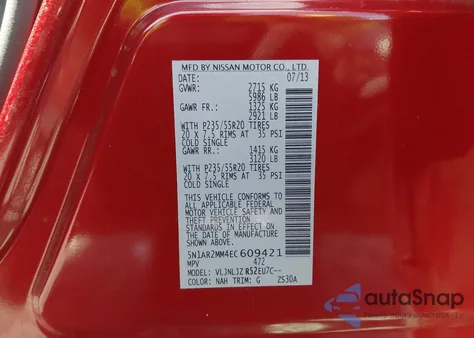 MFD BY NISSAN MOTOR CO., LTD.
DATE: 07/13
GVWR: 2715 KG
5986 LB
GAWR FR.: 1325 KG
2921 LB
WITH P235/55R20 TIRES
20 x 7.5 RIMS AT 35 PSI
COLD SINGLE
GAWR RR.: 1415 KG
3120 LB
WITH P235/55R20 TIRES
20 x 7.5 RIMS AT 35 PSI
COLD SINGLE
THIS VEHICLE CONFORMS TO
ALL APPLICABLE FEDERAL
MOTOR VEHICLE SAFETY AND
THEFT PREVENTION
STANDARDS IN EFFECT ON
THE DATE OF MANUFACTURE
SHOWN ABOVE.
5N1AR2MM4EC609421
MPV 472
MODEL: VLJNLJZ R52EU7C--
COLOR: NAH TRIM: G ZS30A
autoSnap